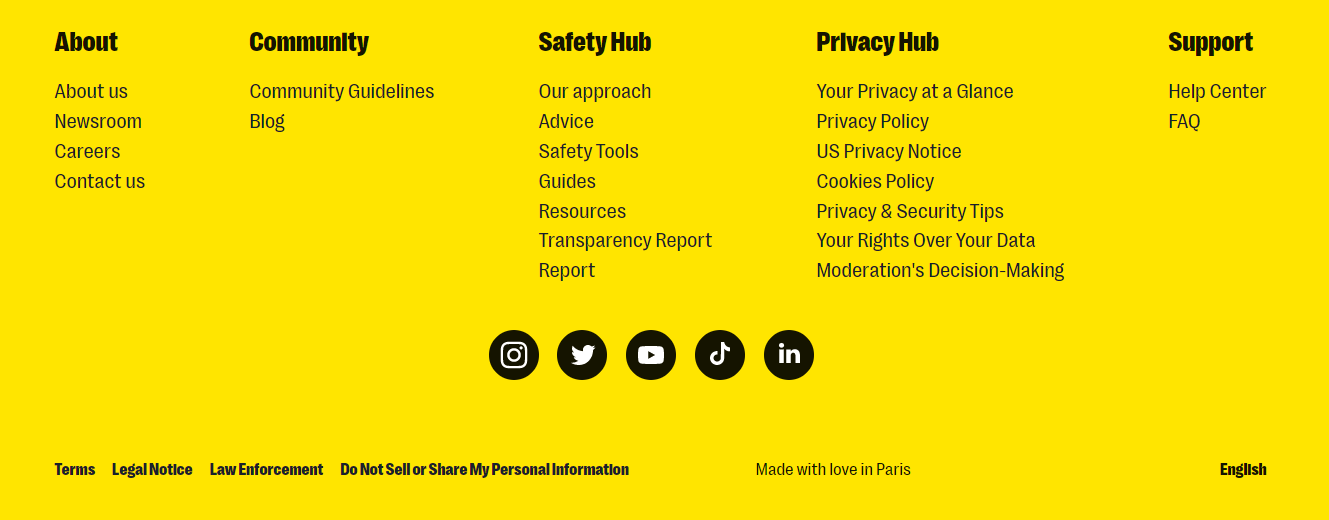 About
About us
Newsroom
Careers
Contact us
Community
Community Guidelines
Blog
Safety Hub
Our approach
Advice
Safety Tools
Guides
Resources
Transparency Report
Report
Privacy Hub
Your Privacy at a Glance
Privacy Policy
US Privacy Notice
Cookies Policy
Privacy & Security Tips
Your Rights Over Your Data
Moderation's Decision-Making
Support
Help Center
FAQ
in
Terms Legal Notice Law Enforcement Do Not Sell or Share My Personal Information Made with love in Paris English